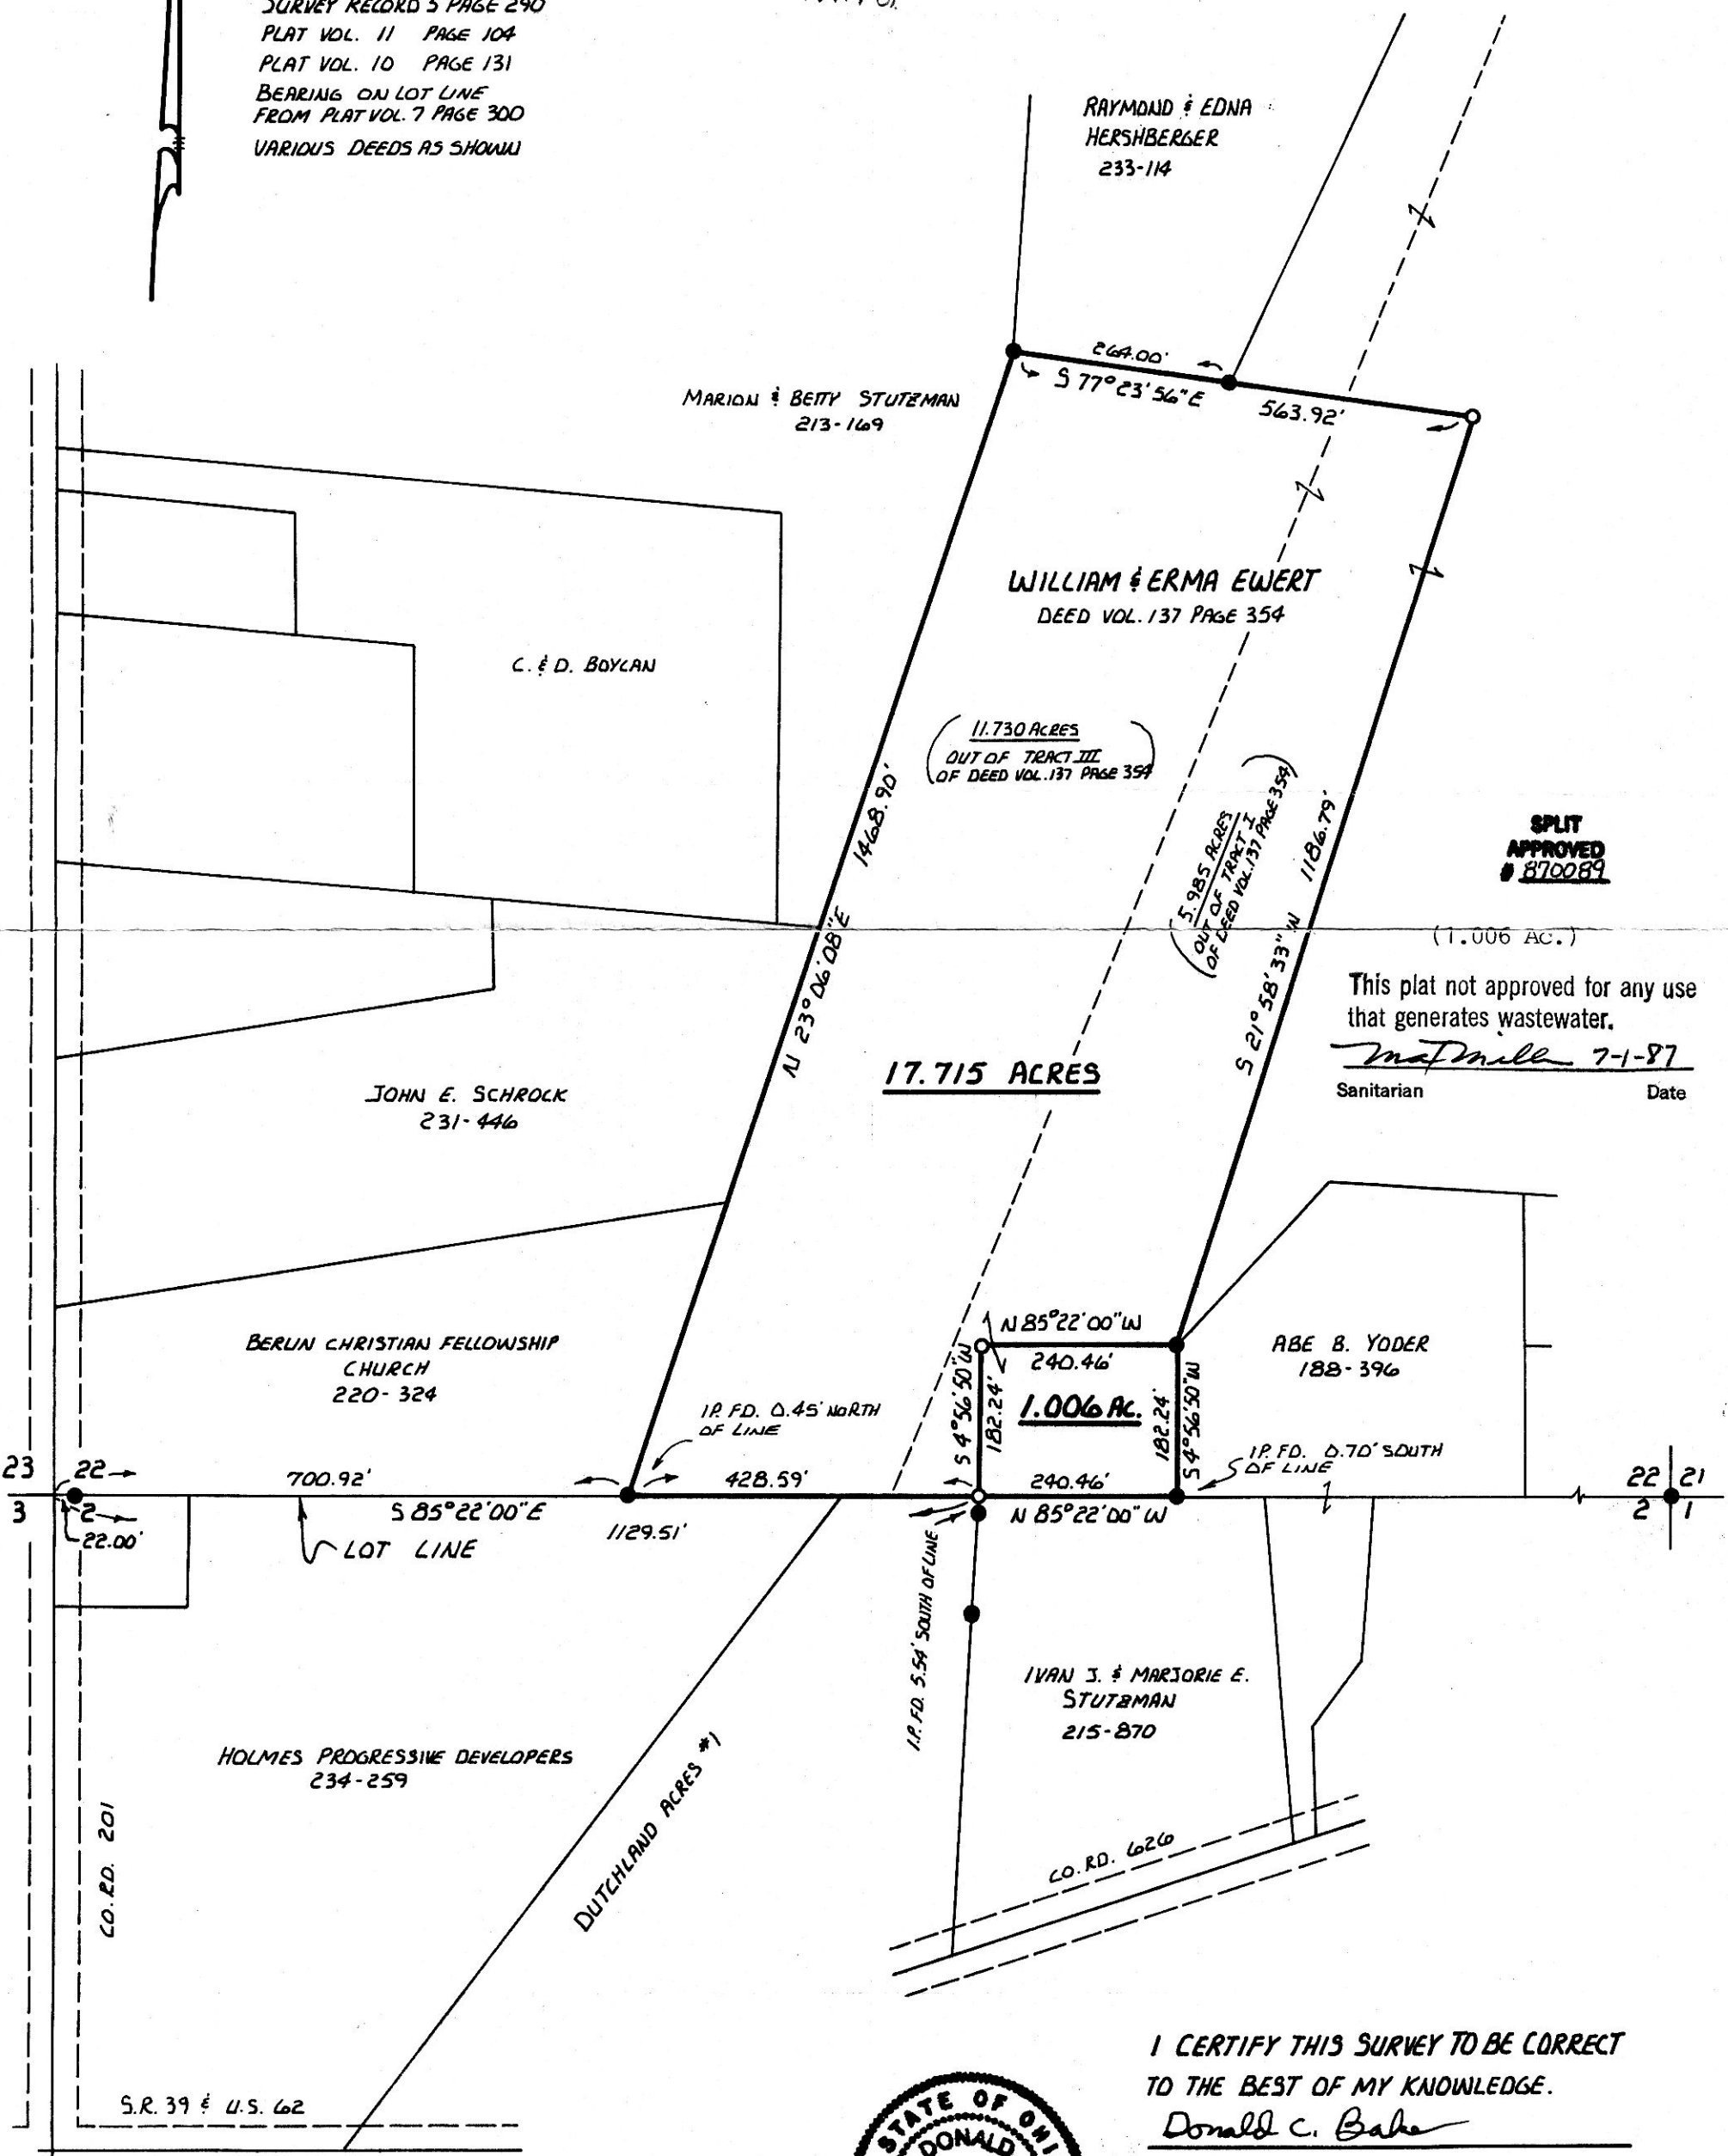 SURVEY RECORD 5 PAGE 290
PLAT VOL. 11 PAGE 104
PLAT VOL. 10 PAGE 131
BEARING ON LOT LINE
FROM PLAT VOL. 7 PAGE 300
VARIOUS DEEDS AS SHOWN
RAYMOND & EDNA
HERSHBERGER
233-114
264.00'
S 77° 23' 56" E
563.92'
MARION & BETTY STUTZMAN
213-169
WILLIAM & ERMA EWERT
DEED VOL. 137 PAGE 354
C. & D. BOYLAN
11.730 ACRES
OUT OF TRACT III
OF DEED VOL. 137 PAGE 354
5.985 ACRES
OUT OF TRACT I
OF DEED VOL. 137 PAGE 354
1468.90'
N 23° 06' 08" E
1186.79'
S 21° 58' 33" W
SPLIT
APPROVED
# 870089
(1.006 AC.)
This plat not approved for any use
that generates wastewater.
7-1-87
Sanitarian Date
17.715 ACRES
JOHN E. SCHROCK
231-446
BERLIN CHRISTIAN FELLOWSHIP
CHURCH
220-324
N 85° 22' 00" W
240.46'
1.006 AC.
S 4° 56' 50" W
182.24'
182.24'
S 4° 56' 50" W
ABE B. YODER
188-396
I.P. FD. 0.45' NORTH
OF LINE
I.P. FD. 0.70' SOUTH
OF LINE
23 22
3 2
22.00'
700.92'
S 85° 22' 00" E
LOT LINE
1129.51'
428.59'
240.46'
N 85° 22' 00" W
22 21
2 1
I.P. FD. 5.54' SOUTH OF LINE
IVAN J. & MARJORIE E.
STUTZMAN
215-870
HOLMES PROGRESSIVE DEVELOPERS
234-259
DUTCHLAND ACRES #1
CO. RD. 201
CO. RD. 626
S.R. 39 & U.S. 62
I CERTIFY THIS SURVEY TO BE CORRECT
TO THE BEST OF MY KNOWLEDGE.
Donald C. Baker
STATE OF OHI
DONALD